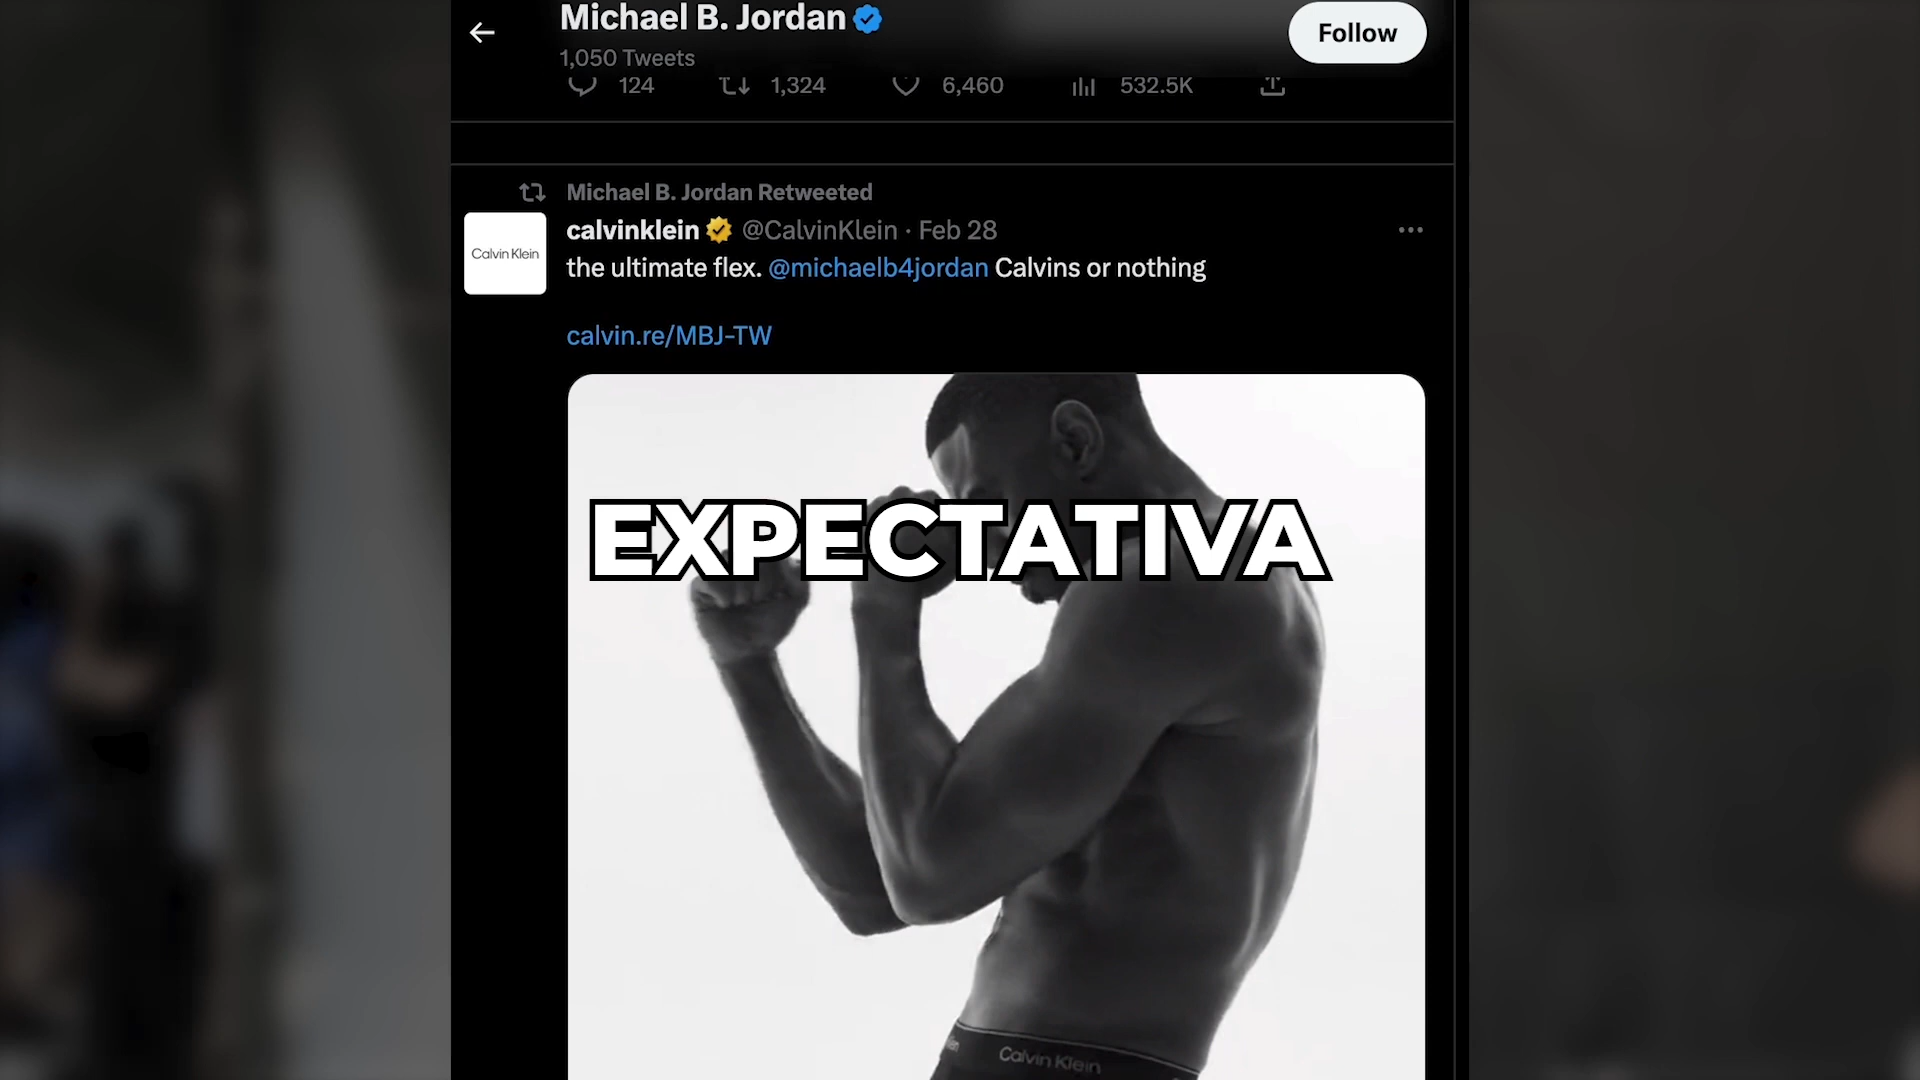 Michael B. Jordan
Follow
1,050 Tweets
124 1,324 6,460 532.5K
Michael B. Jordan Retweeted
Calvin Klein
calvinklein @CalvinKlein · Feb 28
the ultimate flex. @michaelb4jordan Calvins or nothing
calvin.re/MBJ-TW
EXPECTATIVA
Calvin Klein